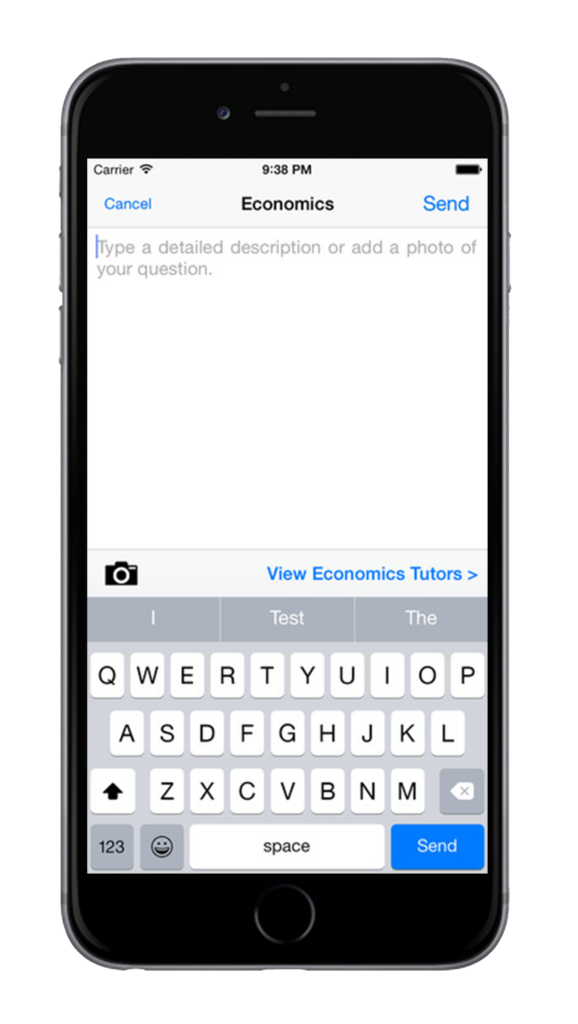 Carrier 9:38 PM
Cancel Economics Send
Type a detailed description or add a photo of
your question.
View Economics Tutors >
I Test The
Q W E R T Y U I O P
A S D F G H J K L
Z X C V B N M
123 space Send